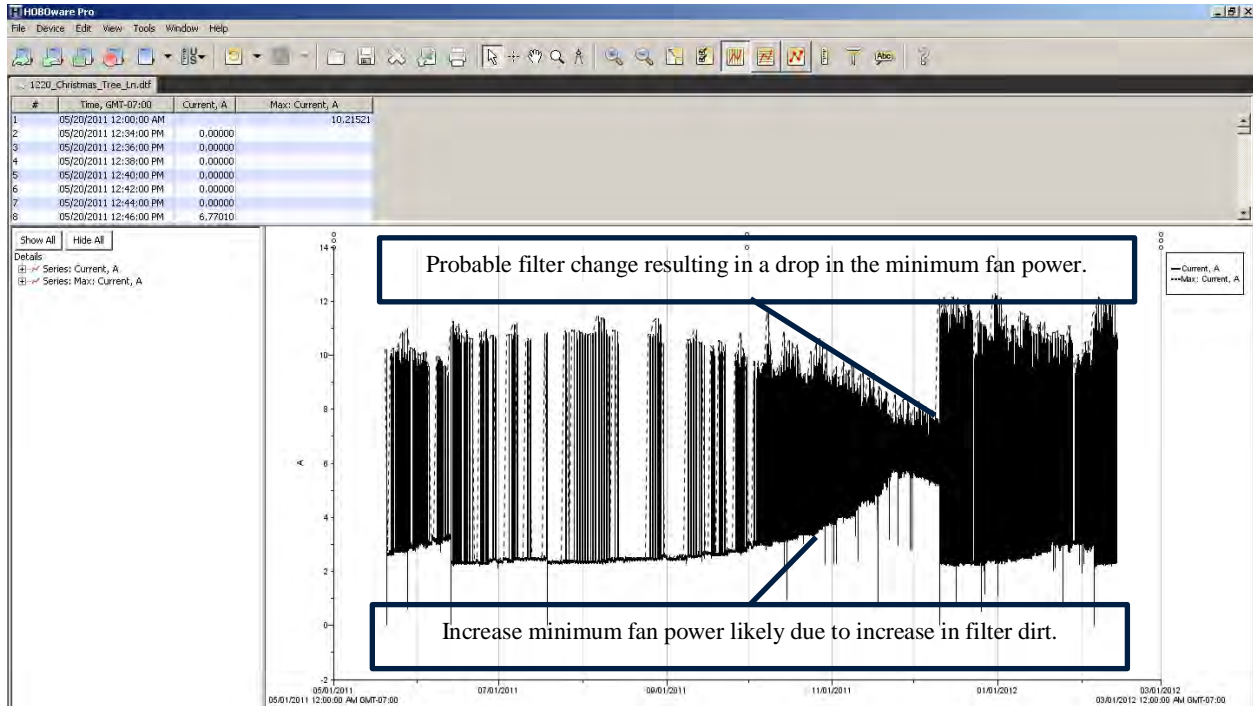 HOBOware Pro
File Device Edit View Tools Window Help
1220_Christmas_Tree_Ln.dtf
# Time, GMT-07:00 Current, A Max: Current, A
1 05/20/2011 12:00:00 AM 10.21521
2 05/20/2011 12:34:00 PM 0.00000
3 05/20/2011 12:36:00 PM 0.00000
4 05/20/2011 12:38:00 PM 0.00000
5 05/20/2011 12:40:00 PM 0.00000
6 05/20/2011 12:42:00 PM 0.00000
7 05/20/2011 12:44:00 PM 0.00000
8 05/20/2011 12:46:00 PM 6.77010
Show All Hide All
Details
Series: Current, A
Series: Max: Current, A
Probable filter change resulting in a drop in the minimum fan power.
Current, A
Max: Current, A
14
12
10
8
A
6
4
2
0
-2
Increase minimum fan power likely due to increase in filter dirt.
05/01/2011 07/01/2011 09/01/2011 11/01/2011 01/01/2012 03/01/2012
05/01/2011 12:00:00 AM GMT-07:00 03/01/2012 12:00:00 AM GMT-07:00